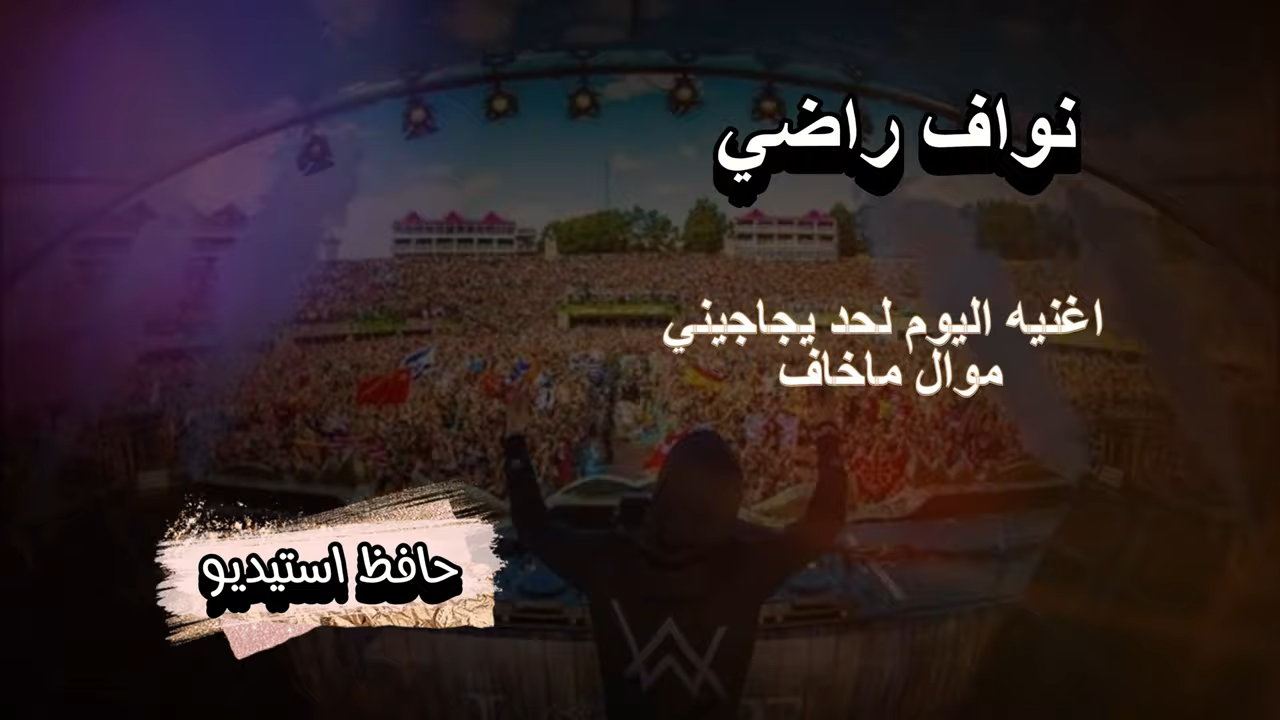 نواف راضي
اغنيه اليوم لحد يجاجيني
موال ماخاف
حافظ استيديو